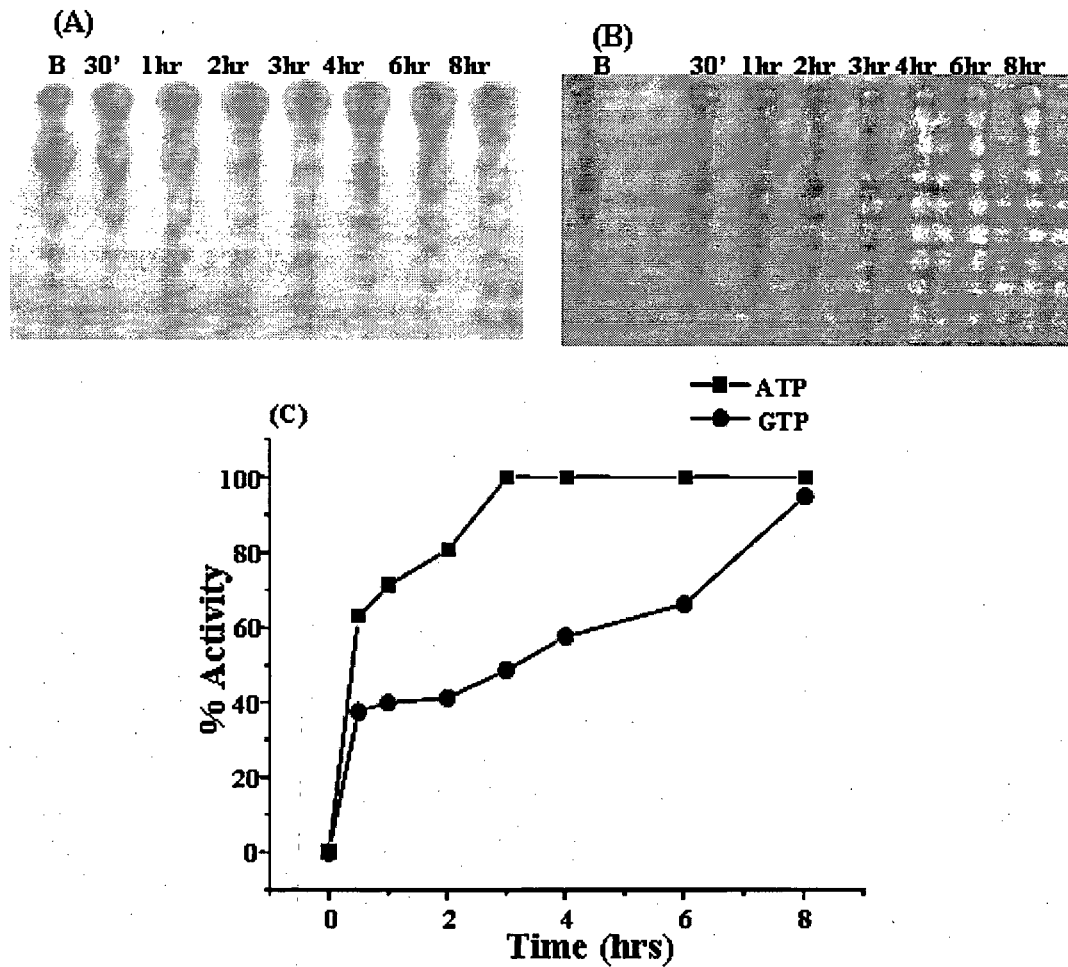 (A)
B 30' 1hr 2hr 3hr 4hr 6hr 8hr
(B)
B 30' 1hr 2hr 3hr 4hr 6hr 8hr
ATP
GTP
(C)
100
80
60
40
20
0
% Activity
0 2 4 6 8
Time (hrs)